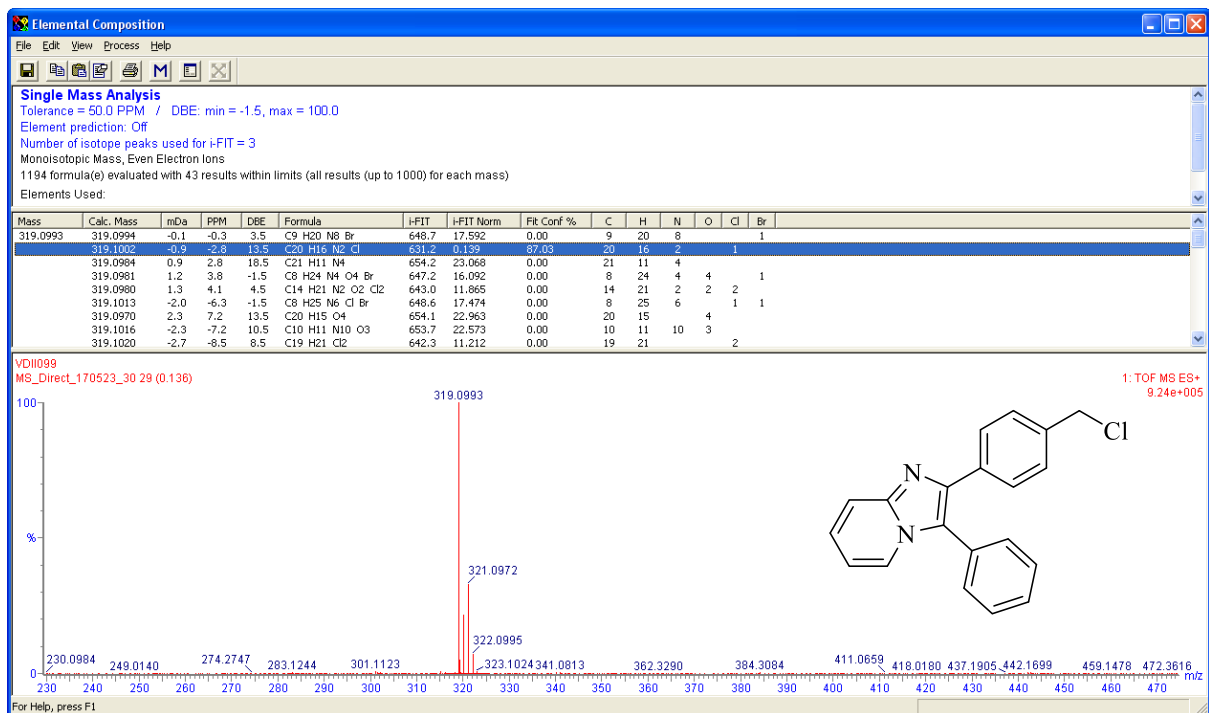 Elemental Composition
File Edit View Process Help
M
Single Mass Analysis
Tolerance = 50.0 PPM / DBE: min = -1.5, max = 100.0
Element prediction: Off
Number of isotope peaks used for i-FIT = 3
Monoisotopic Mass, Even Electron Ions
1194 formula(e) evaluated with 43 results within limits (all results (up to 1000) for each mass)
Elements Used:
Mass Calc. Mass mDa PPM DBE Formula i-FIT i-FIT Norm Fit Conf % C H N O Cl Br
319.0993 319.0994 -0.1 -0.3 3.5 C9 H20 N8 Br 648.7 17.592 0.00 9 20 8 1
319.1002 -0.9 -2.8 13.5 C20 H16 N2 Cl 631.2 0.139 87.03 20 16 2 1
319.0984 0.9 2.8 18.5 C21 H11 N4 654.2 23.068 0.00 21 11 4
319.0981 1.2 3.8 -1.5 C8 H24 N4 O4 Br 647.2 16.092 0.00 8 24 4 4 1
319.0980 1.3 4.1 4.5 C14 H21 N2 O2 Cl2 643.0 11.865 0.00 14 21 2 2 2
319.1013 -2.0 -6.3 -1.5 C8 H25 N6 Cl Br 648.6 17.474 0.00 8 25 6 1 1
319.0970 2.3 7.2 13.5 C20 H15 O4 654.1 22.963 0.00 20 15 4
319.1016 -2.3 -7.2 10.5 C10 H11 N10 O3 653.7 22.573 0.00 10 11 10 3
319.1020 -2.7 -8.5 8.5 C19 H21 Cl2 642.3 11.212 0.00 19 21 2
VDII099
MS_Direct_170523_30 29 (0.136)
1: TOF MS ES+
9.24e+005
100
319.0993
Cl
N
N
%
321.0972
322.0995
230.0984 249.0140 274.2747 283.1244 301.1123 323.1024 341.0813 362.3290 384.3084 411.0659 418.0180 437.1905 442.1699 459.1478 472.3616
0
m/z
230 240 250 260 270 280 290 300 310 320 330 340 350 360 370 380 390 400 410 420 430 440 450 460 470
For Help, press F1